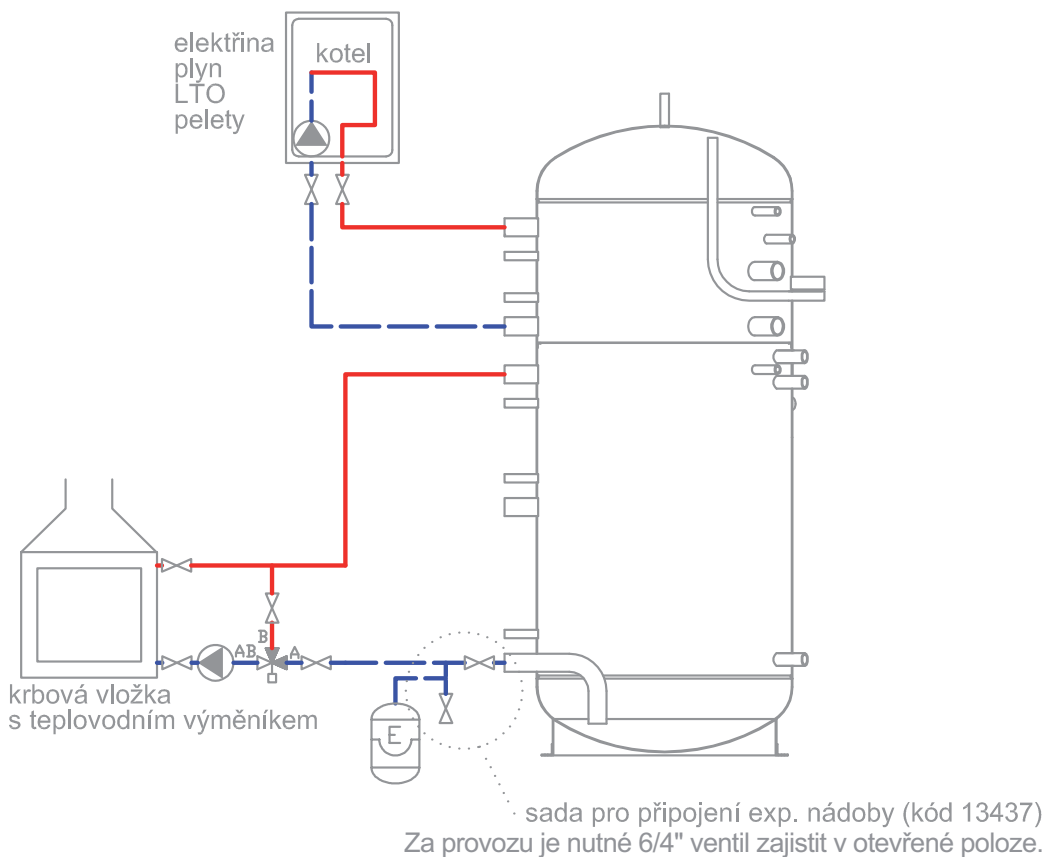 elektřina
plyn
LTO
pelety
kotel
B
AB
A
krbová vložka
s teplovodním výměníkem
E
sada pro připojení exp. nádoby (kód 13437)
Za provozu je nutné 6/4" ventil zajistit v otevřené poloze.